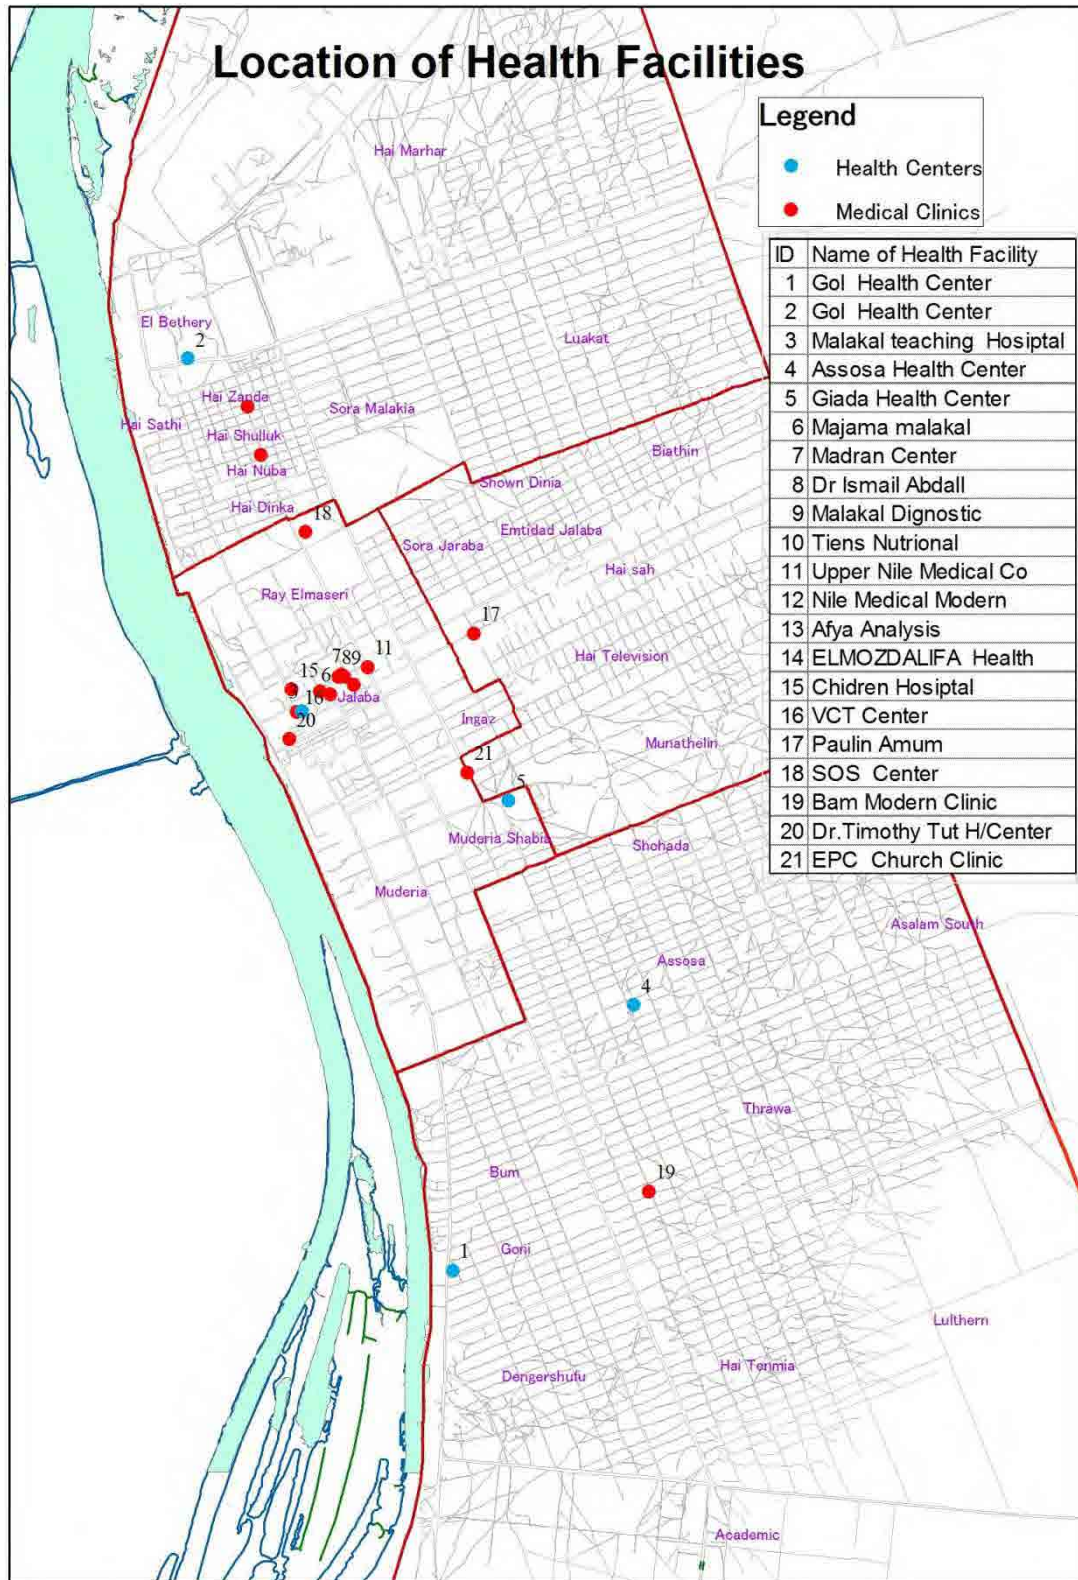 Location of Health Facilities
Legend
Health Centers
Medical Clinics
ID Name of Health Facility
1 Gol Health Center
2 Gol Health Center
3 Malakal teaching Hosiptal
4 Assosa Health Center
5 Giada Health Center
6 Majama malakal
7 Madran Center
8 Dr Ismail Abdall
9 Malakal Dignostic
10 Tiens Nutrional
11 Upper Nile Medical Co
12 Nile Medical Modern
13 Afya Analysis
14 ELMOZDALIFA Health
15 Chidren Hosiptal
16 VCT Center
17 Paulin Amum
18 SOS Center
19 Bam Modern Clinic
20 Dr.Timothy Tut H/Center
21 EPC Church Clinic
Hai Marhar
El Bethery
2
Luakat
Hai Zande
Sora Malakia
Hai Sathi
Hai Shulluk
Biathin
Hai Nuba
Shown Dinia
Hai Dinka
18
Emtidad Jalaba
Sora Jaraba
Hai sah
Ray Elmaseri
17
Hai Television
789
11
15
6
3
16
Jalaba
20
Ingaz
Munathelin
21
5
Muderia Shabia
Shohada
Muderia
Asalam South
Assosa
4
Thrawa
Bum
19
Goni
1
Lulthern
Hai Tenmia
Dengershufu
Academic